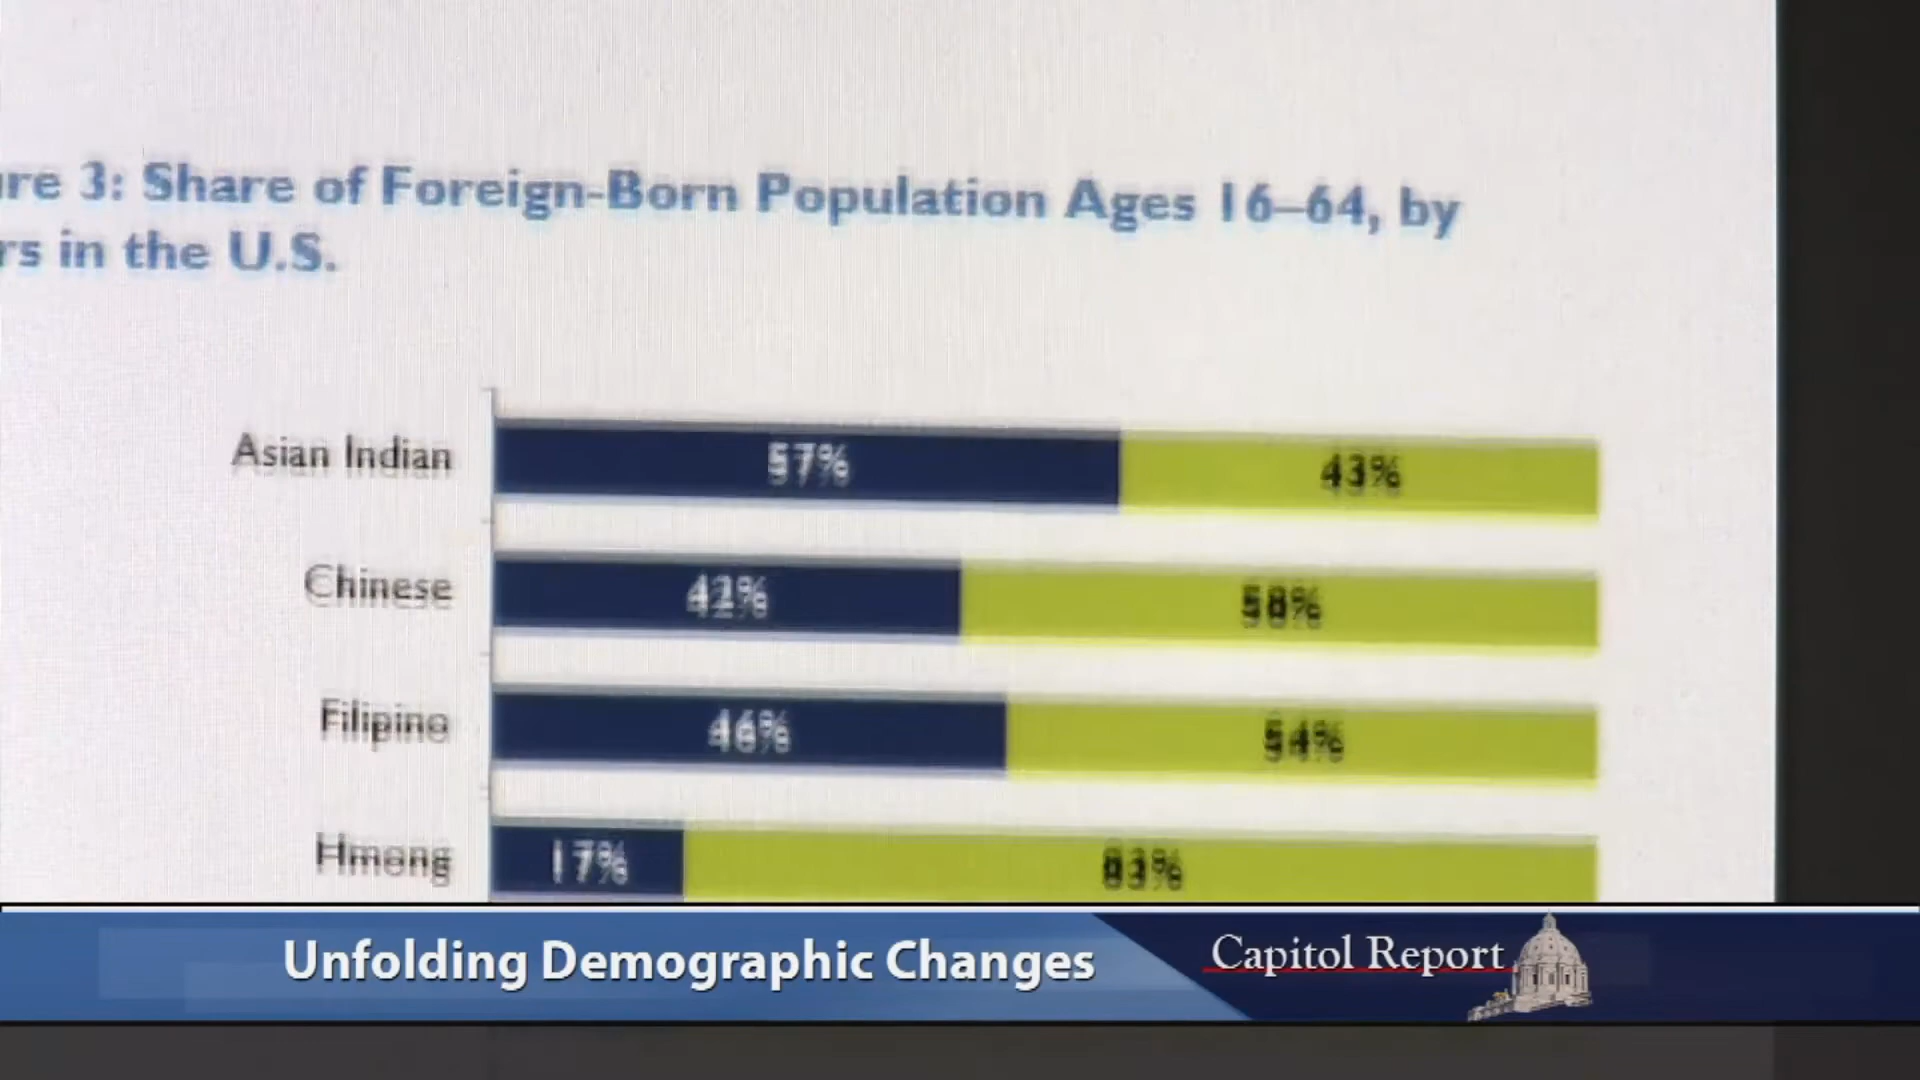 re 3: Share of Foreign-Born Population Ages 16–64, by
rs in the U.S.
Asian Indian 57% 43%
Chinese 42% 58%
Filipino 46% 54%
Hmong 17% 83%
Unfolding Demographic Changes
Capitol Report